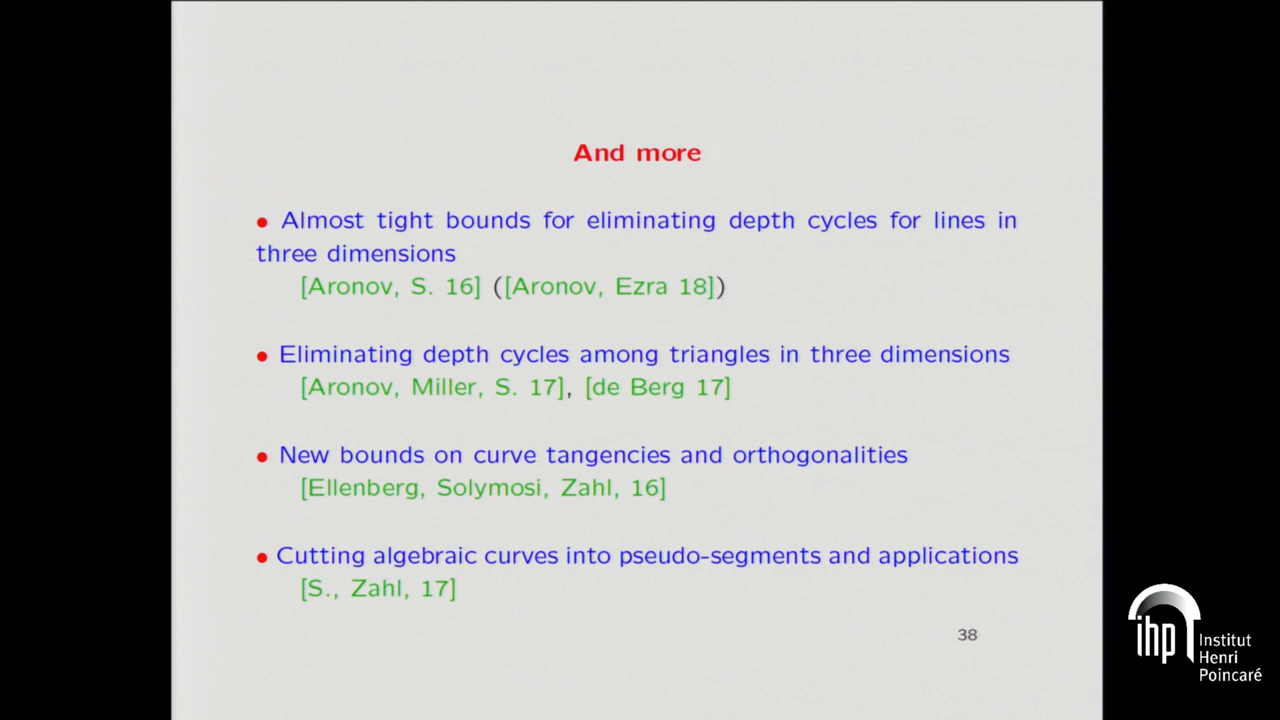 And more
• Almost tight bounds for eliminating depth cycles for lines in
three dimensions
[Aronov, S. 16] ([Aronov, Ezra 18])
• Eliminating depth cycles among triangles in three dimensions
[Aronov, Miller, S. 17], [de Berg 17]
• New bounds on curve tangencies and orthogonalities
[Ellenberg, Solymosi, Zahl, 16]
• Cutting algebraic curves into pseudo-segments and applications
[S., Zahl, 17]
38
ihp
Institut
Henri
Poincaré